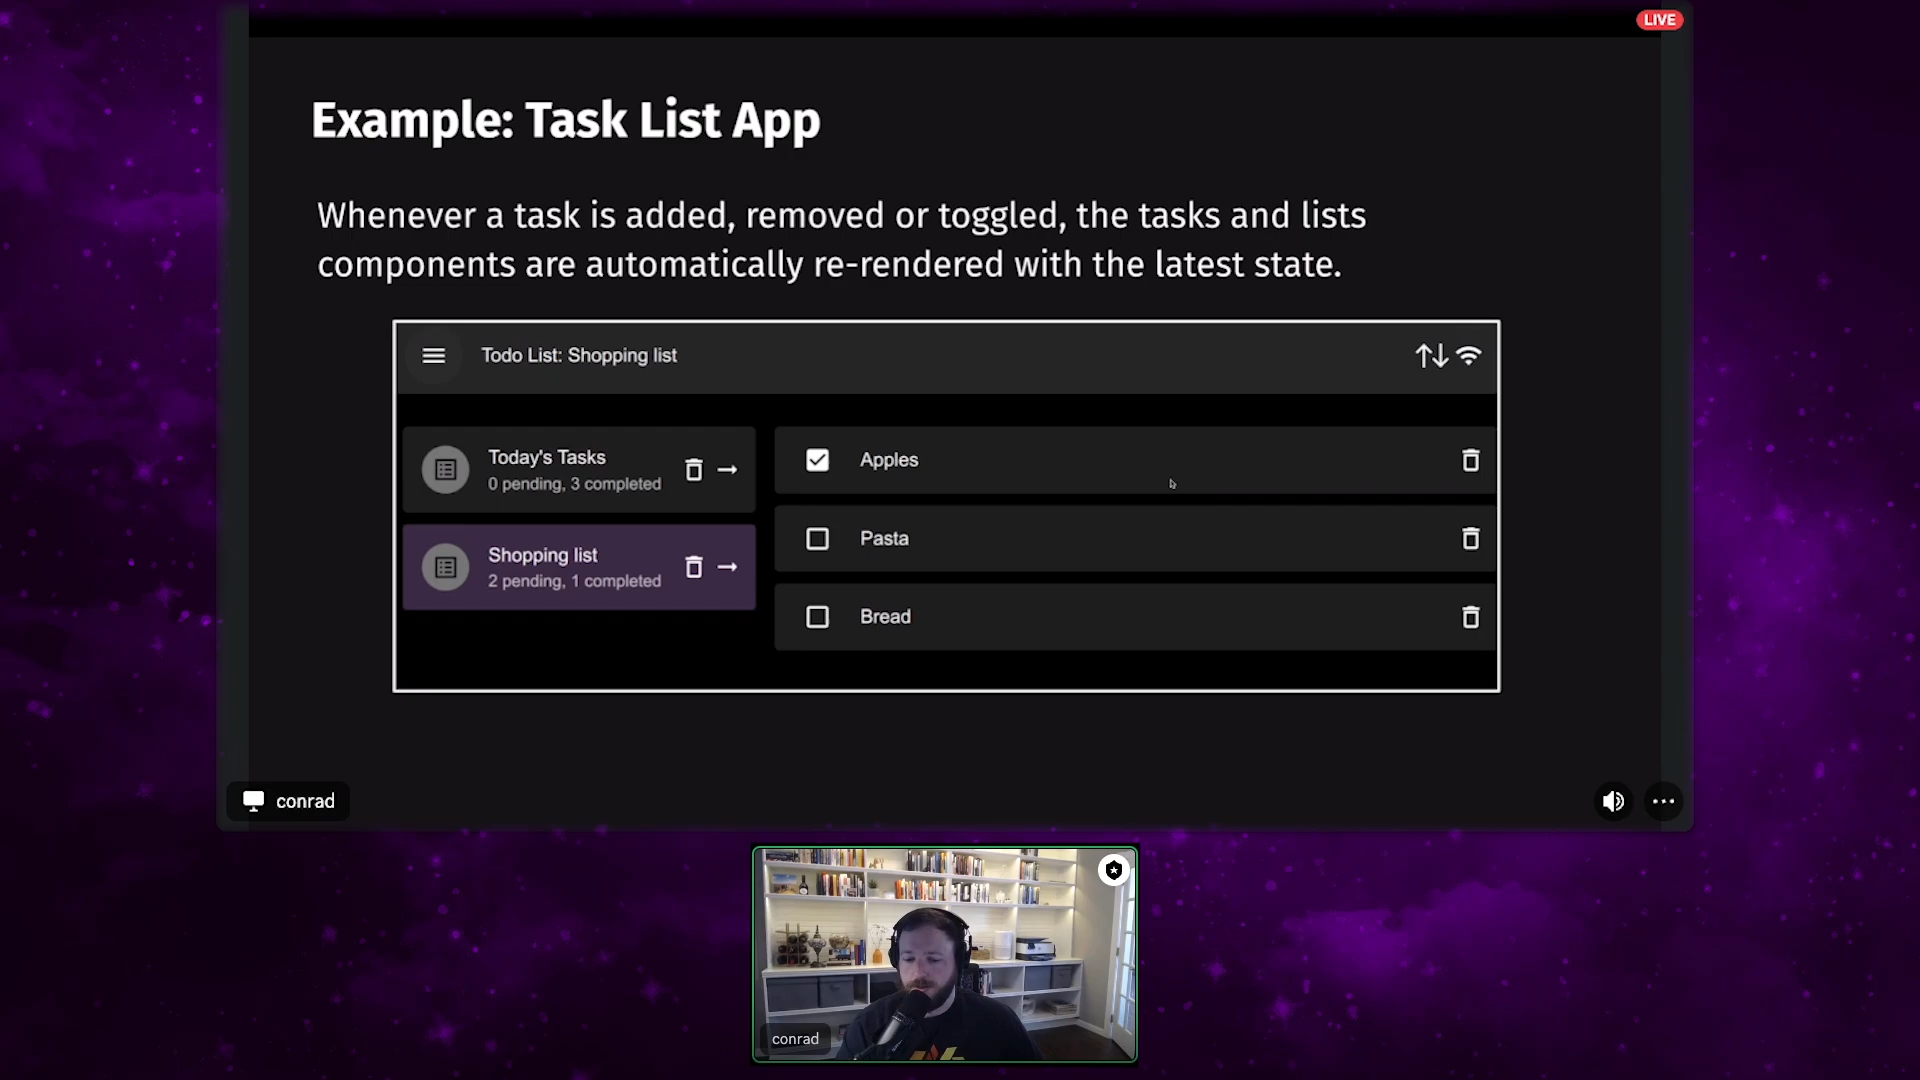 LIVE
Example: Task List App
Whenever a task is added, removed or toggled, the tasks and lists
components are automatically re-rendered with the latest state.
Todo List: Shopping list
Today's Tasks
0 pending, 3 completed
Shopping list
2 pending, 1 completed
Apples
Pasta
Bread
conrad
conrad